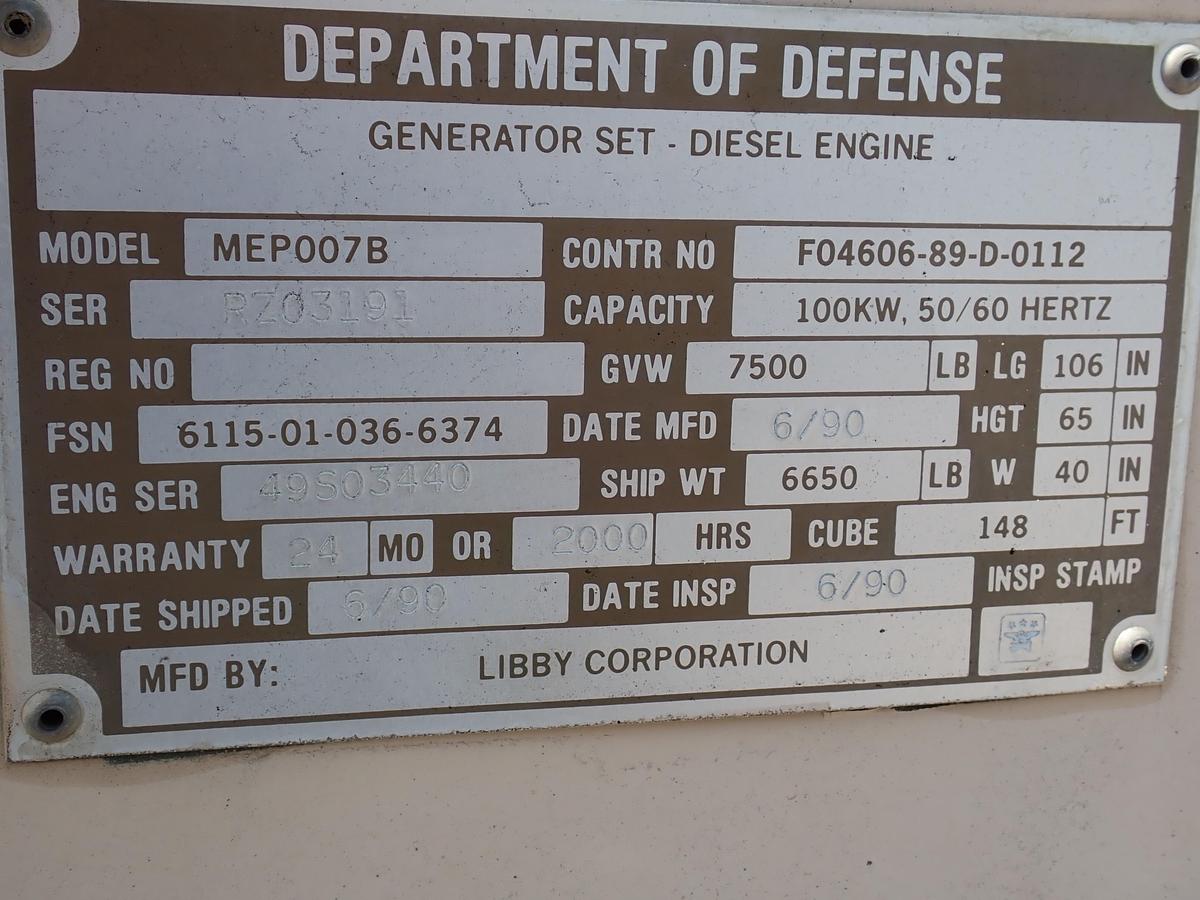 DEPARTMENT OF DEFENSE
GENERATOR SET - DIESEL ENGINE
MODEL MEP007B CONTR NO F04606-89-D-0112
SER RZ03191 CAPACITY 100KW, 50/60 HERTZ
REG NO GVW 7500 LB LG 106 IN
FSN 6115-01-036-6374 DATE MFD 6/90 HGT 65 IN
ENG SER 49S03440 SHIP WT 6650 LB W 40 IN
WARRANTY 24 MO OR 2000 HRS CUBE 148 FT
DATE SHIPPED 6/90 DATE INSP 6/90 INSP STAMP
MFD BY: LIBBY CORPORATION